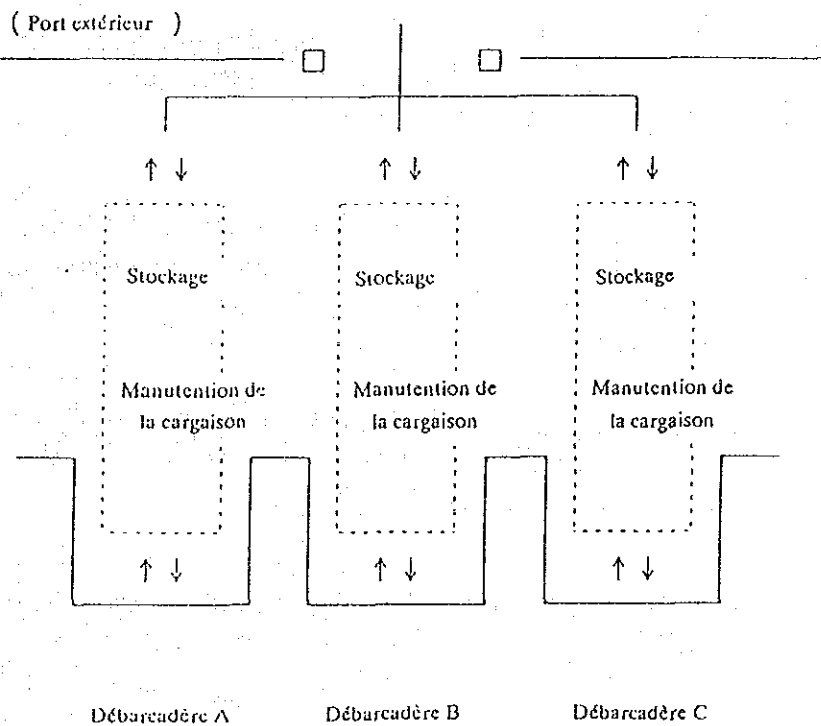 ( Port extérieur )
Stockage Stockage Stockage
Manutention de Manutention de Manutention de
la cargaison la cargaison la cargaison
Débarcadère A Débarcadère B Débarcadère C